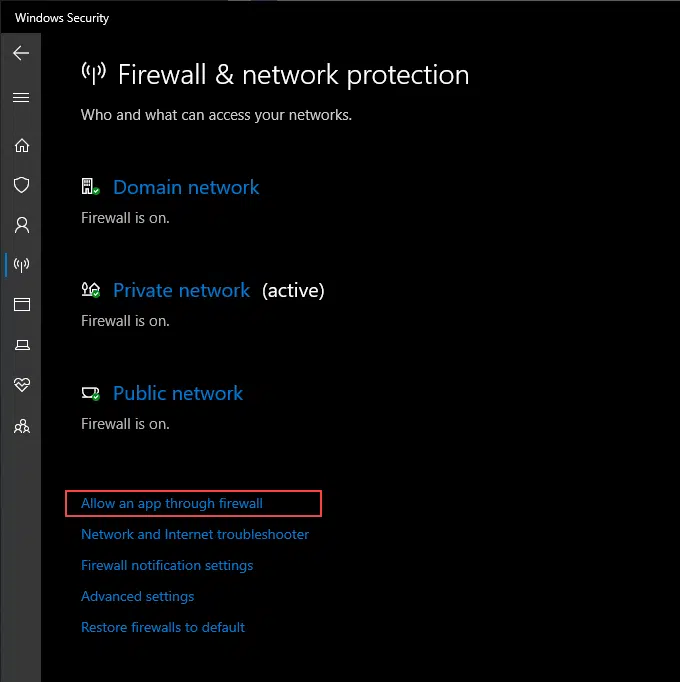 Windows Security
Firewall & network protection
Who and what can access your networks.
Domain network
Firewall is on.
Private network (active)
Firewall is on.
Public network
Firewall is on.
Allow an app through firewall
Network and Internet troubleshooter
Firewall notification settings
Advanced settings
Restore firewalls to default